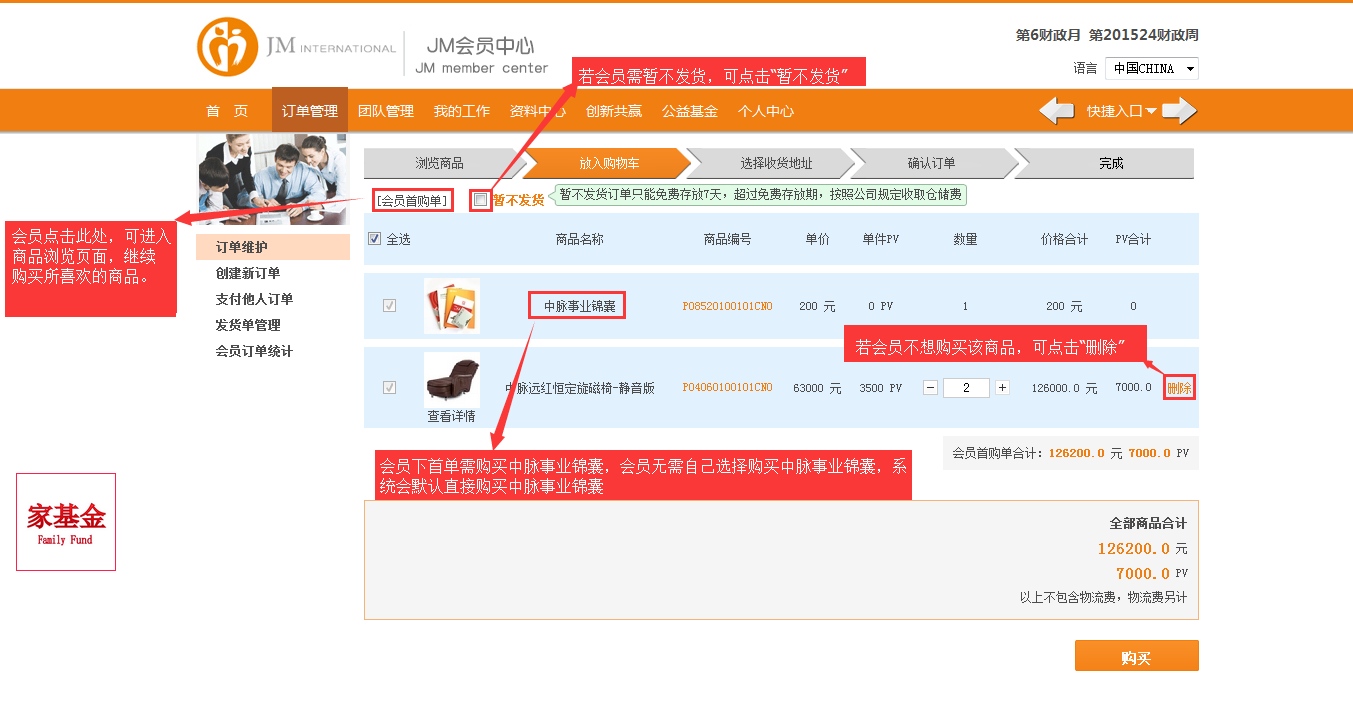 JM INTERNATIONAL
JM会员中心
JM member center
第6财政月 第201524财政周
语言 中国CHINA
若会员需暂不发货，可点击“暂不发货”
首 页 订单管理 团队管理 我的工作 资料中心 创新共赢 公益基金 个人中心 快捷入口
浏览商品 放入购物车 选择收货地址 确认订单 完成
[会员首购单] 暂不发货 暂不发货订单只能免费存放7天，超过免费存放期，按照公司规定收取仓储费
会员点击此处，可进入
商品浏览页面，继续
购买所喜欢的商品。
订单维护
创建新订单
支付他人订单
发货单管理
会员订单统计
全选 商品名称 商品编号 单价 单件PV 数量 价格合计 PV合计
中脉事业锦囊 P08520100101CN0 200 元 0 PV 1 200 元 0
若会员不想购买该商品，可点击“删除”
中脉远红恒定旋磁椅-静音版 P04060100101CN0 63000 元 3500 PV − 2 + 126000.0 元 7000.0 删除
查看详情
会员首购单合计：126200.0 元 7000.0 PV
会员下首单需购买中脉事业锦囊，会员无需自己选择购买中脉事业锦囊，系
统会默认直接购买中脉事业锦囊
家基金
Family Fund
全部商品合计
126200.0 元
7000.0 PV
以上不包含物流费，物流费另计
购买